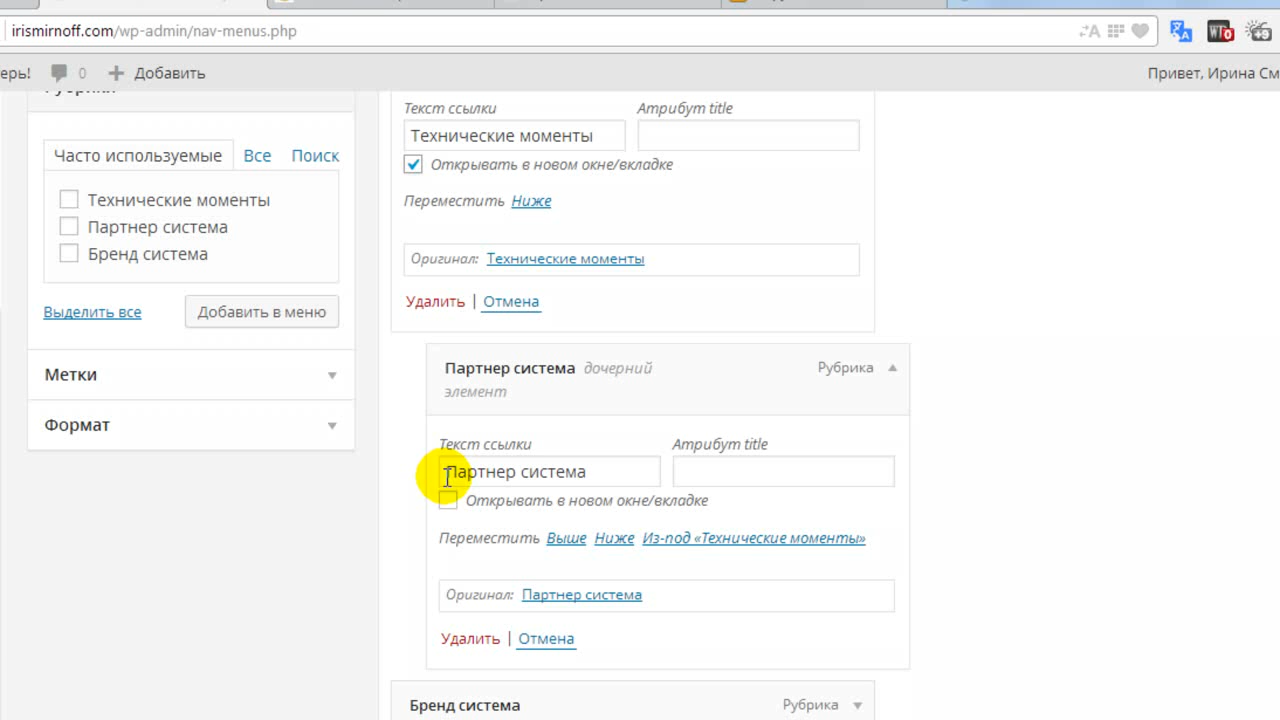 irismirnoff.com/wp-admin/nav-menus.php
ерь! 0 Добавить Привет, Ирина См
Рубрики
Часто используемые Все Поиск
Технические моменты
Партнер система
Бренд система
Выделить все Добавить в меню
Метки
Формат
Текст ссылки Атрибут title
Технические моменты
Открывать в новом окне/вкладке
Переместить Ниже
Оригинал: Технические моменты
Удалить | Отмена
Партнер система дочерний Рубрика
элемент
Текст ссылки Атрибут title
Партнер система
Открывать в новом окне/вкладке
Переместить Выше Ниже Из-под «Технические моменты»
Оригинал: Партнер система
Удалить | Отмена
Бренд система Рубрика